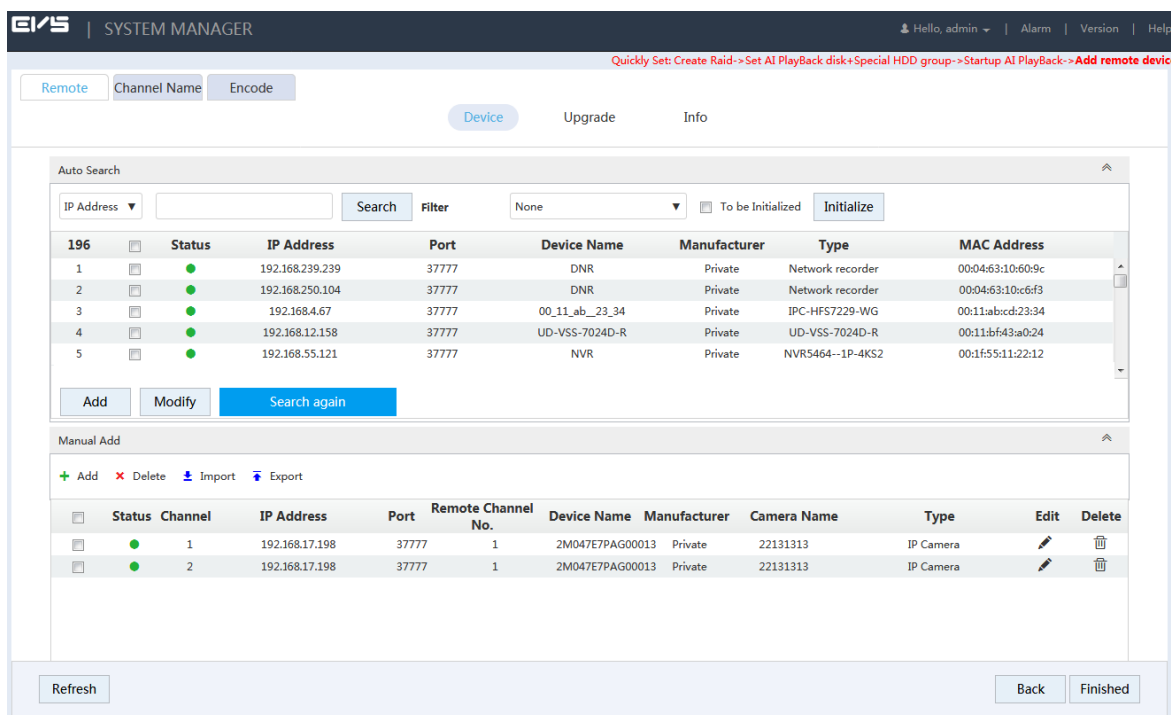 EVS | SYSTEM MANAGER Hello, admin | Alarm | Version | Help
Quickly Set: Create Raid->Set AI PlayBack disk+Special HDD group->Startup AI PlayBack->Add remote device
Remote Channel Name Encode
Device Upgrade Info
Auto Search
IP Address Search Filter None To be Initialized Initialize
196 Status IP Address Port Device Name Manufacturer Type MAC Address
1 192.168.239.239 37777 DNR Private Network recorder 00:04:63:10:60:9c
2 192.168.250.104 37777 DNR Private Network recorder 00:04:63:10:c6:f3
3 192.168.4.67 37777 00_11_ab__23_34 Private IPC-HFS7229-WG 00:11:ab:cd:23:34
4 192.168.12.158 37777 UD-VSS-7024D-R Private UD-VSS-7024D-R 00:11:bf:43:a0:24
5 192.168.55.121 37777 NVR Private NVR5464--1P-4KS2 00:1f:55:11:22:12
Add Modify Search again
Manual Add
Add Delete Import Export
Status Channel IP Address Port Remote Channel No. Device Name Manufacturer Camera Name Type Edit Delete
1 192.168.17.198 37777 1 2M047E7PAG00013 Private 22131313 IP Camera
2 192.168.17.198 37777 1 2M047E7PAG00013 Private 22131313 IP Camera
Refresh Back Finished